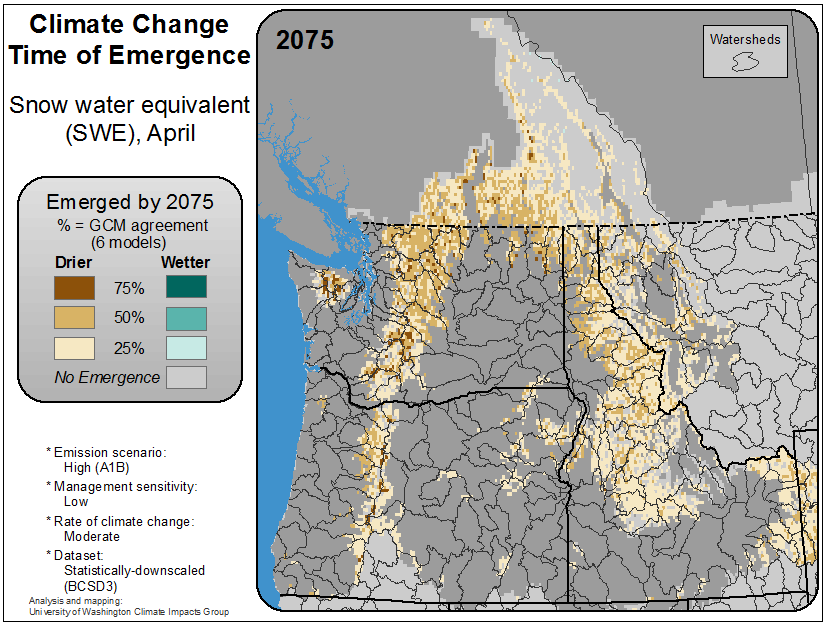 Climate Change
Time of Emergence
Snow water equivalent
(SWE), April
Emerged by 2075
% = GCM agreement
(6 models)
Drier Wetter
75%
50%
25%
No Emergence
* Emission scenario:
High (A1B)
* Management sensitivity:
Low
* Rate of climate change:
Moderate
* Dataset:
Statistically-downscaled
(BCSD3)
Analysis and mapping:
University of Washington Climate Impacts Group
2075
Watersheds